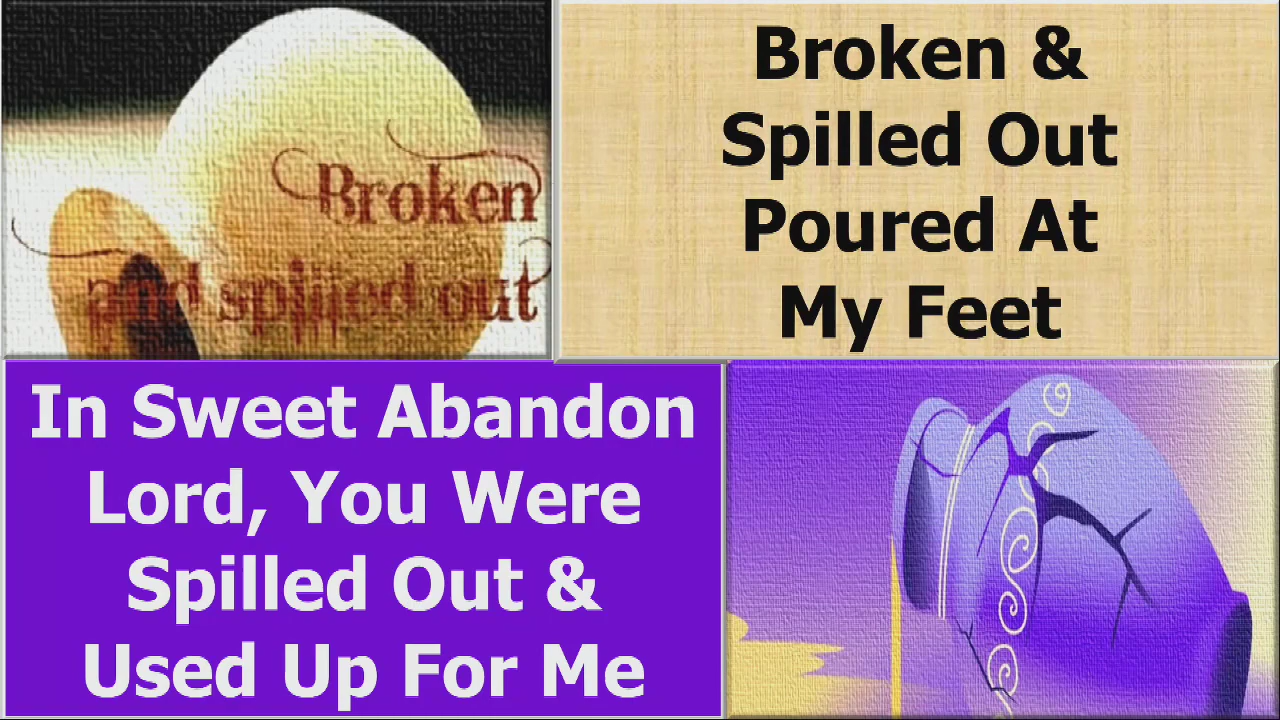 Broken
and spilled out
Broken &
Spilled Out
Poured At
My Feet
In Sweet Abandon
Lord, You Were
Spilled Out &
Used Up For Me